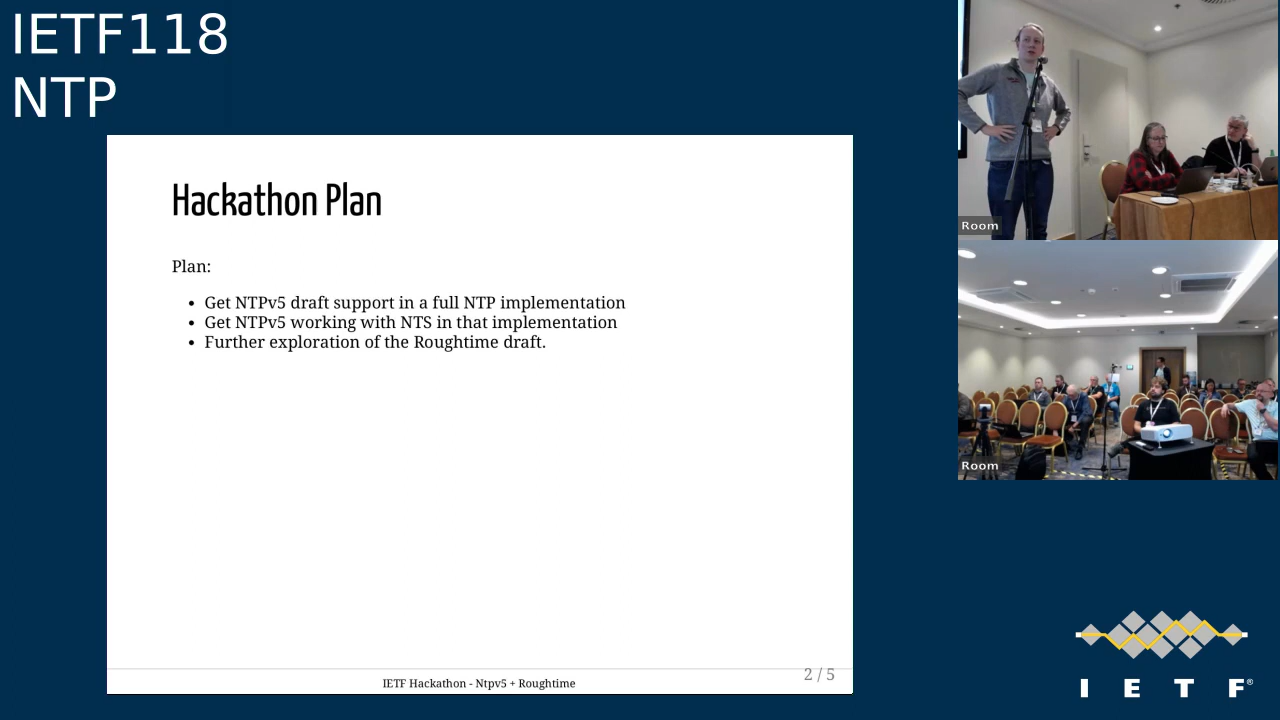 IETF118
NTP
Hackathon Plan
Plan:
• Get NTPv5 draft support in a full NTP implementation
• Get NTPv5 working with NTS in that implementation
• Further exploration of the Roughtime draft.
2 / 5
IETF Hackathon - Ntpv5 + Roughtime
Room
Room
I E T F®